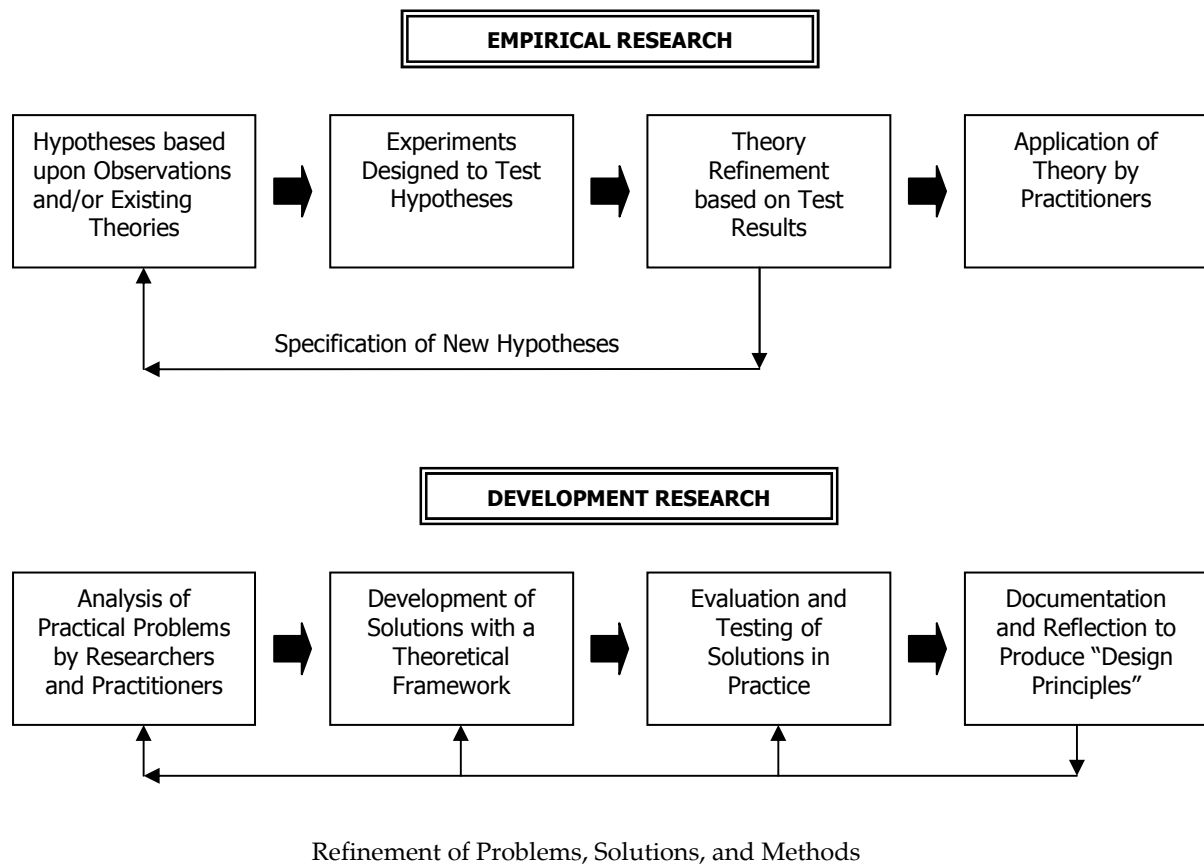 EMPIRICAL RESEARCH
Hypotheses based
upon Observations
and/or Existing
Theories
Experiments
Designed to Test
Hypotheses
Theory
Refinement
based on Test
Results
Application of
Theory by
Practitioners
Specification of New Hypotheses
DEVELOPMENT RESEARCH
Analysis of
Practical Problems
by Researchers
and Practitioners
Development of
Solutions with a
Theoretical
Framework
Evaluation and
Testing of
Solutions in
Practice
Documentation
and Reflection to
Produce “Design
Principles”
Refinement of Problems, Solutions, and Methods